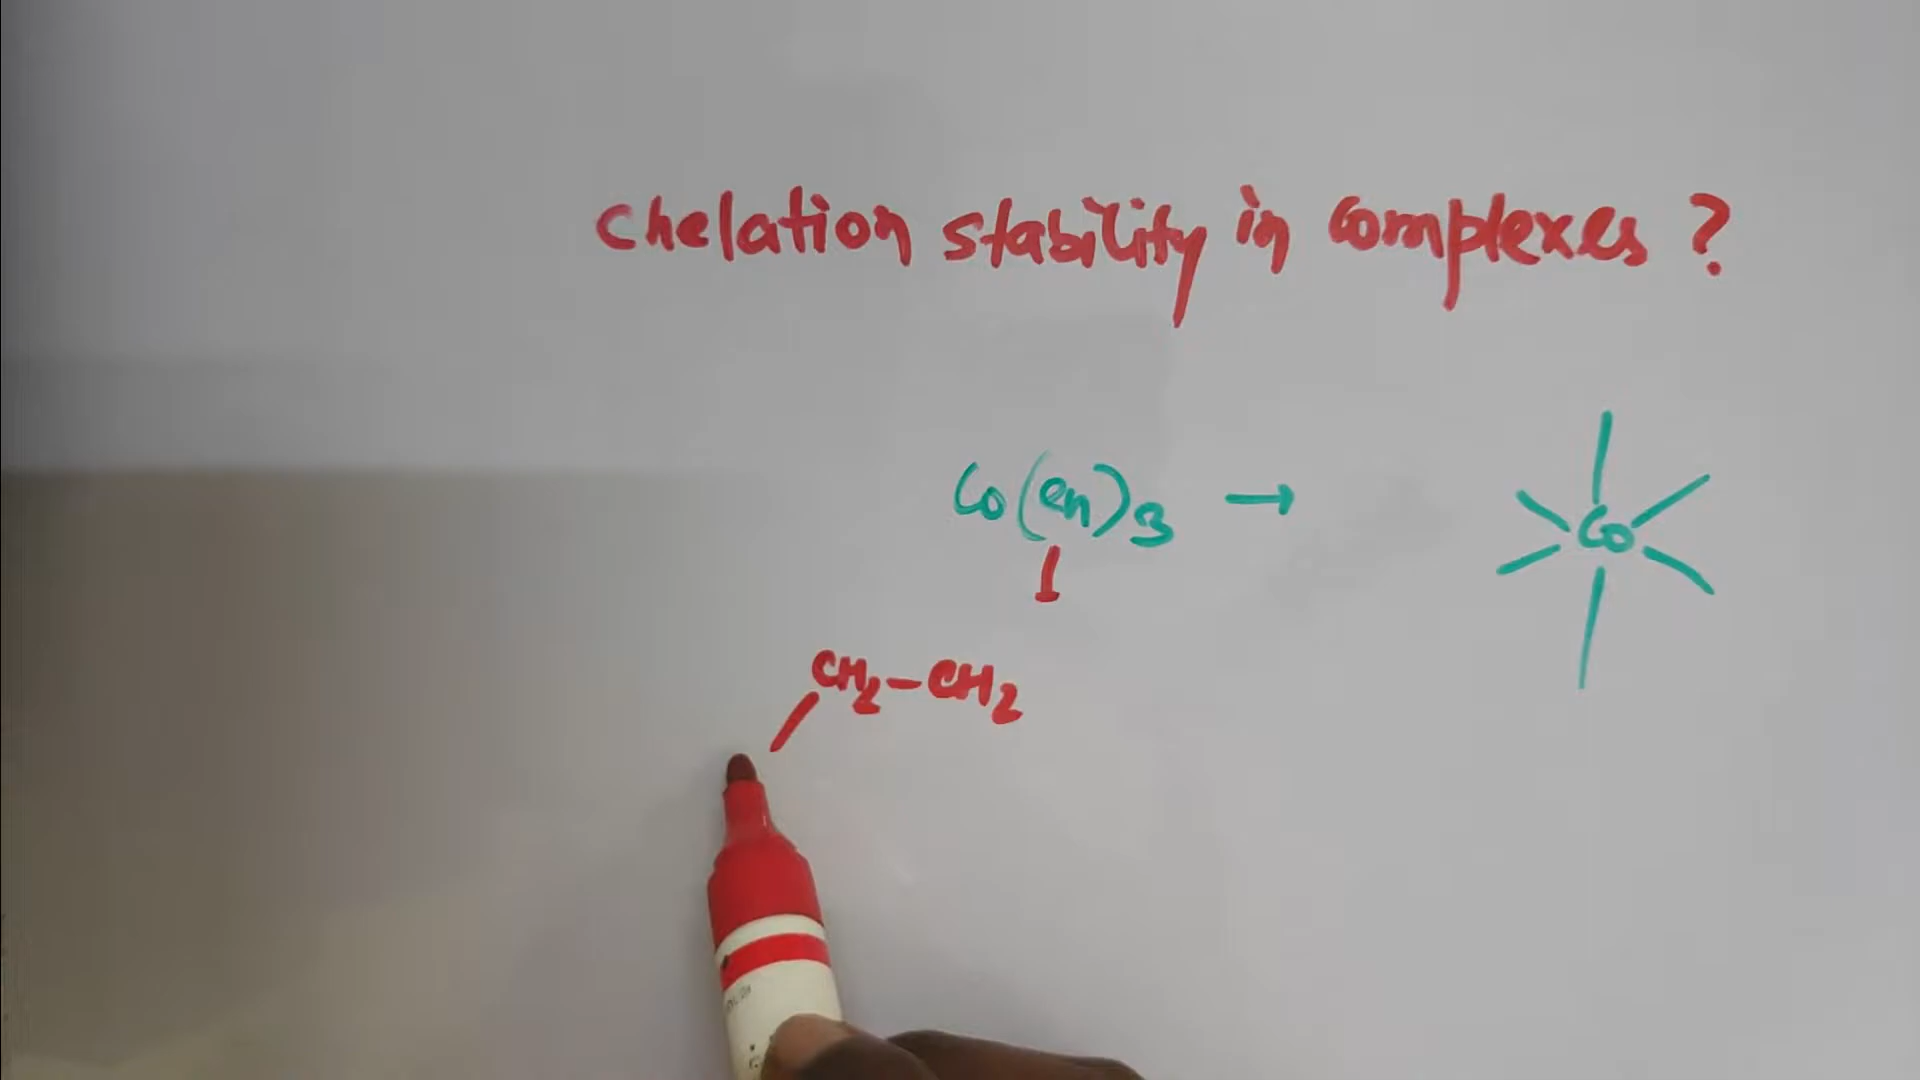 Chelation stability in complexes ?
Co(en)3 →
Co
CH2-CH2